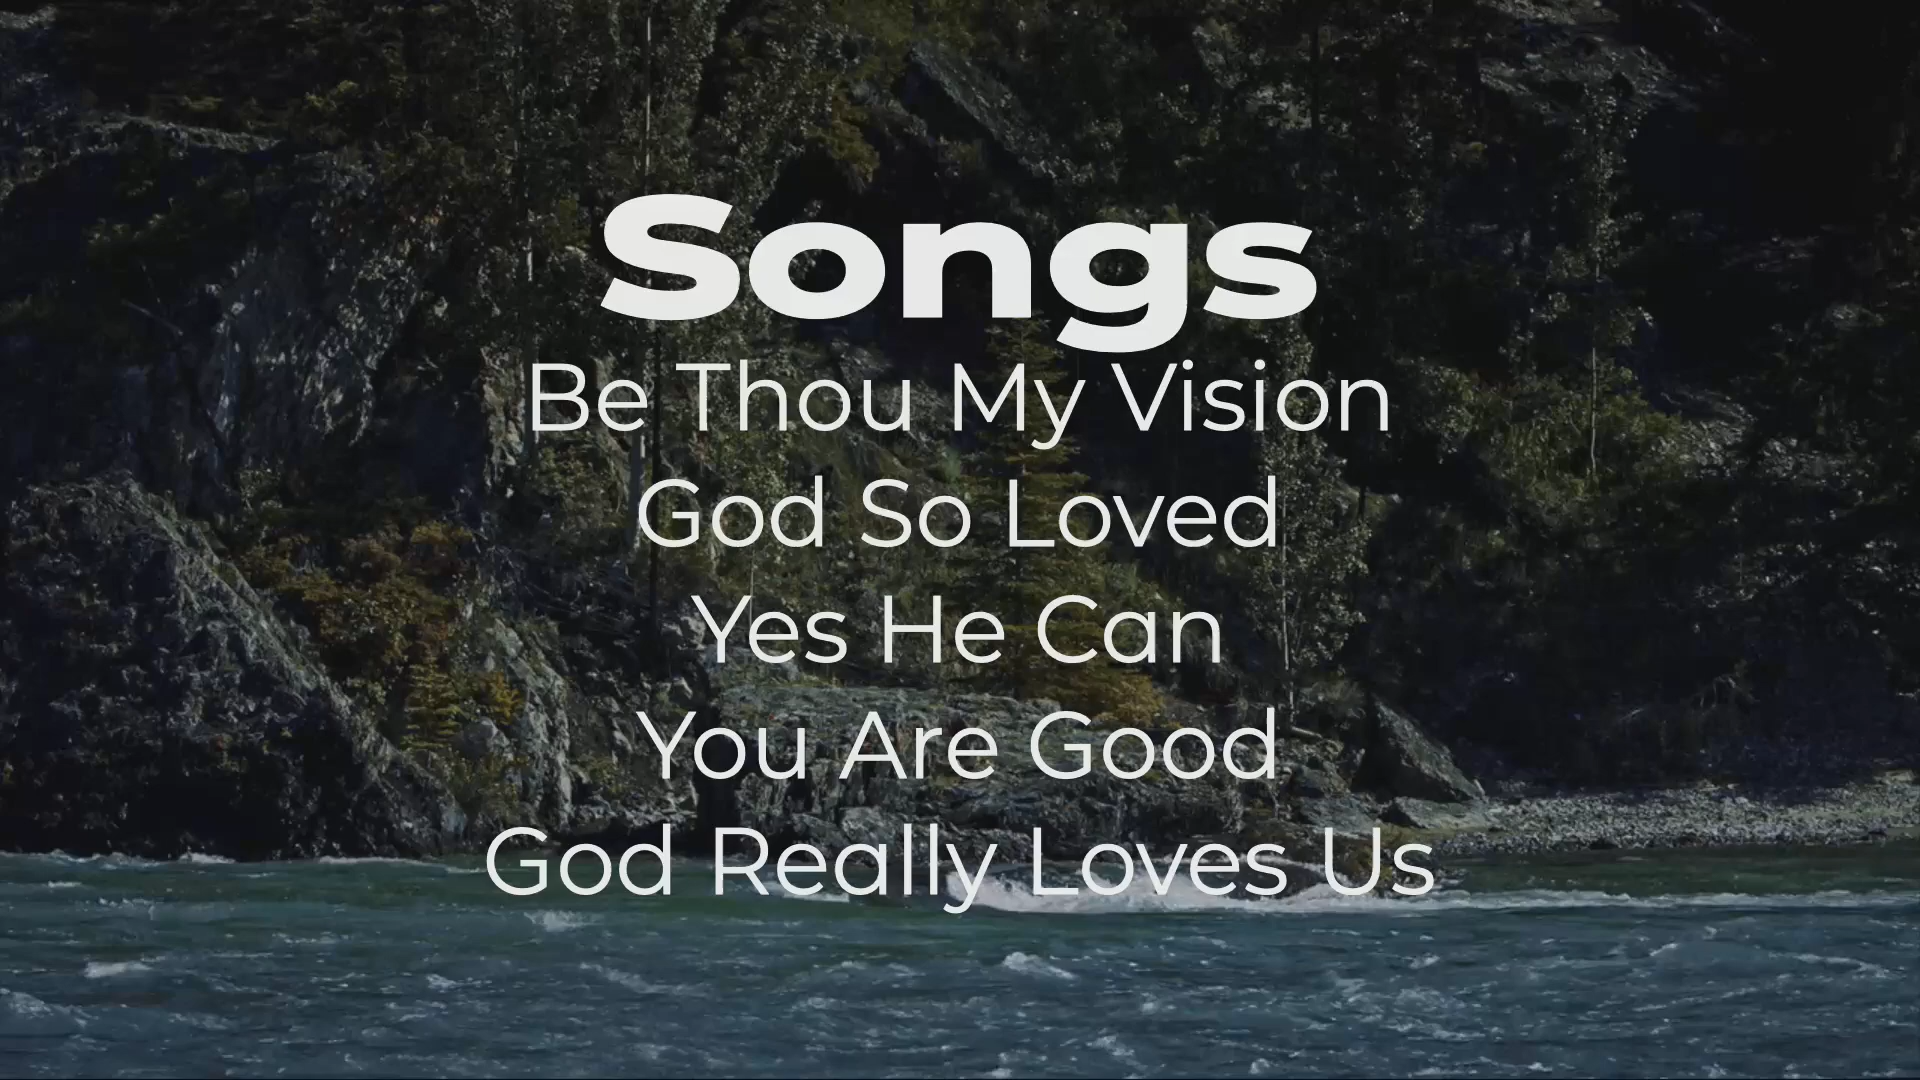 Songs
Be Thou My Vision
God So Loved
Yes He Can
You Are Good
God Really Loves Us